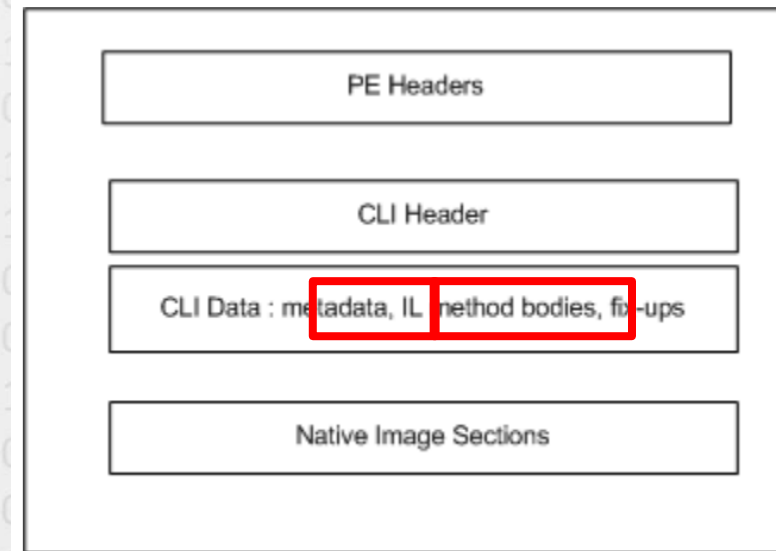 PE Headers
CLI Header
CLI Data : metadata, IL method bodies, fix-ups
Native Image Sections